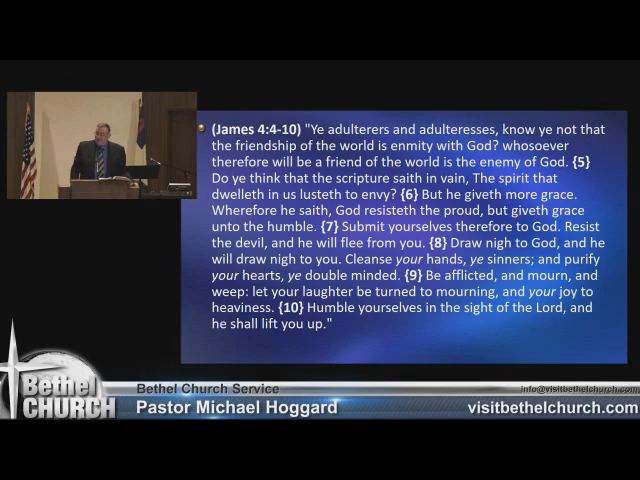 (James 4:4-10) "Ye adulterers and adulteresses, know ye not that
the friendship of the world is enmity with God? whosoever
therefore will be a friend of the world is the enemy of God. {5}
Do ye think that the scripture saith in vain, The spirit that
dwelleth in us lusteth to envy? {6} But he giveth more grace.
Wherefore he saith, God resisteth the proud, but giveth grace
unto the humble. {7} Submit yourselves therefore to God. Resist
the devil, and he will flee from you. {8} Draw nigh to God, and he
will draw nigh to you. Cleanse your hands, ye sinners; and purify
your hearts, ye double minded. {9} Be afflicted, and mourn, and
weep: let your laughter be turned to mourning, and your joy to
heaviness. {10} Humble yourselves in the sight of the Lord, and
he shall lift you up."
Bethel
CHURCH
Bethel Church Service
info@visitbethelchurch.com
Pastor Michael Hoggard
visitbethelchurch.com